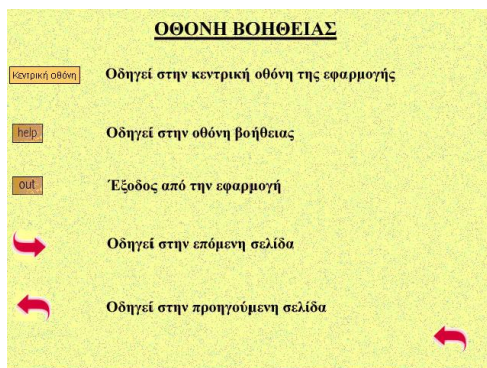 ΟΘΟΝΗ ΒΟΗΘΕΙΑΣ
Κεντρική οθόνη Οδηγεί στην κεντρική οθόνη της εφαρμογής
help Οδηγεί στην οθόνη βοήθειας
out Έξοδος από την εφαρμογή
Οδηγεί στην επόμενη σελίδα
Οδηγεί στην προηγούμενη σελίδα